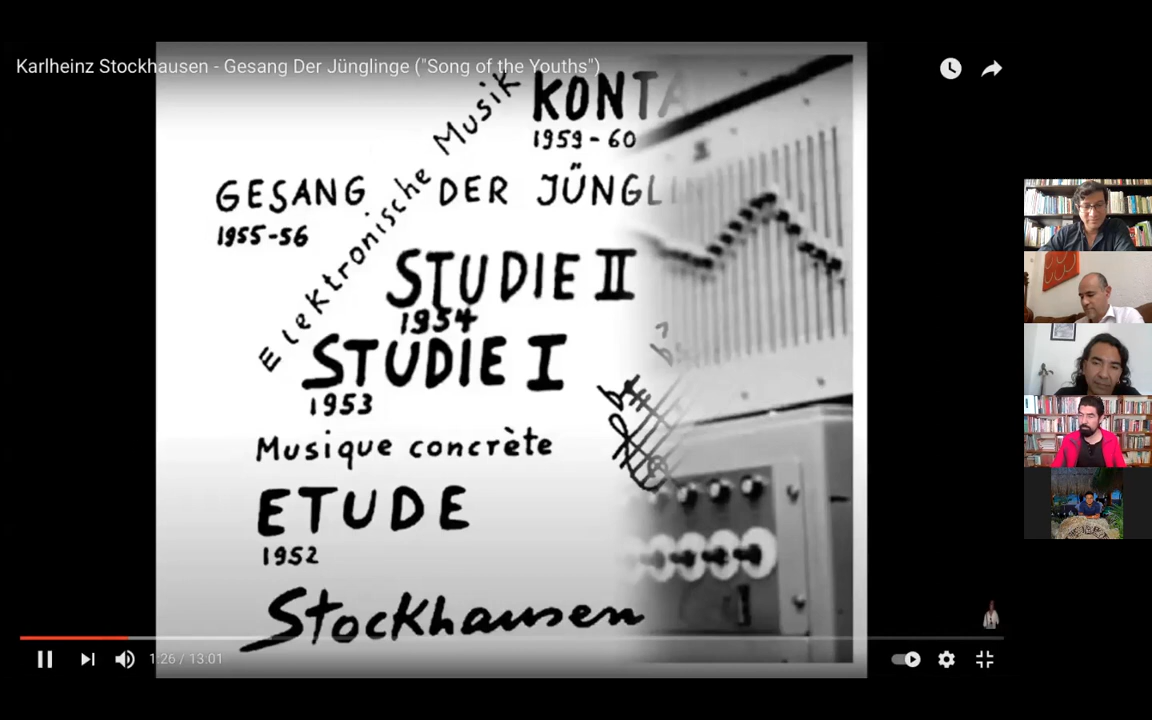 Karlheinz Stockhausen - Gesang Der Jünglinge ("Song of the Youths")
KONTA
1959-60
Elektronische Musik
GESANG DER JÜNGLI
1955-56
STUDIE II
1954
STUDIE I
1953
Musique concrète
ETUDE
1952
Stockhausen
1:26 / 13:01